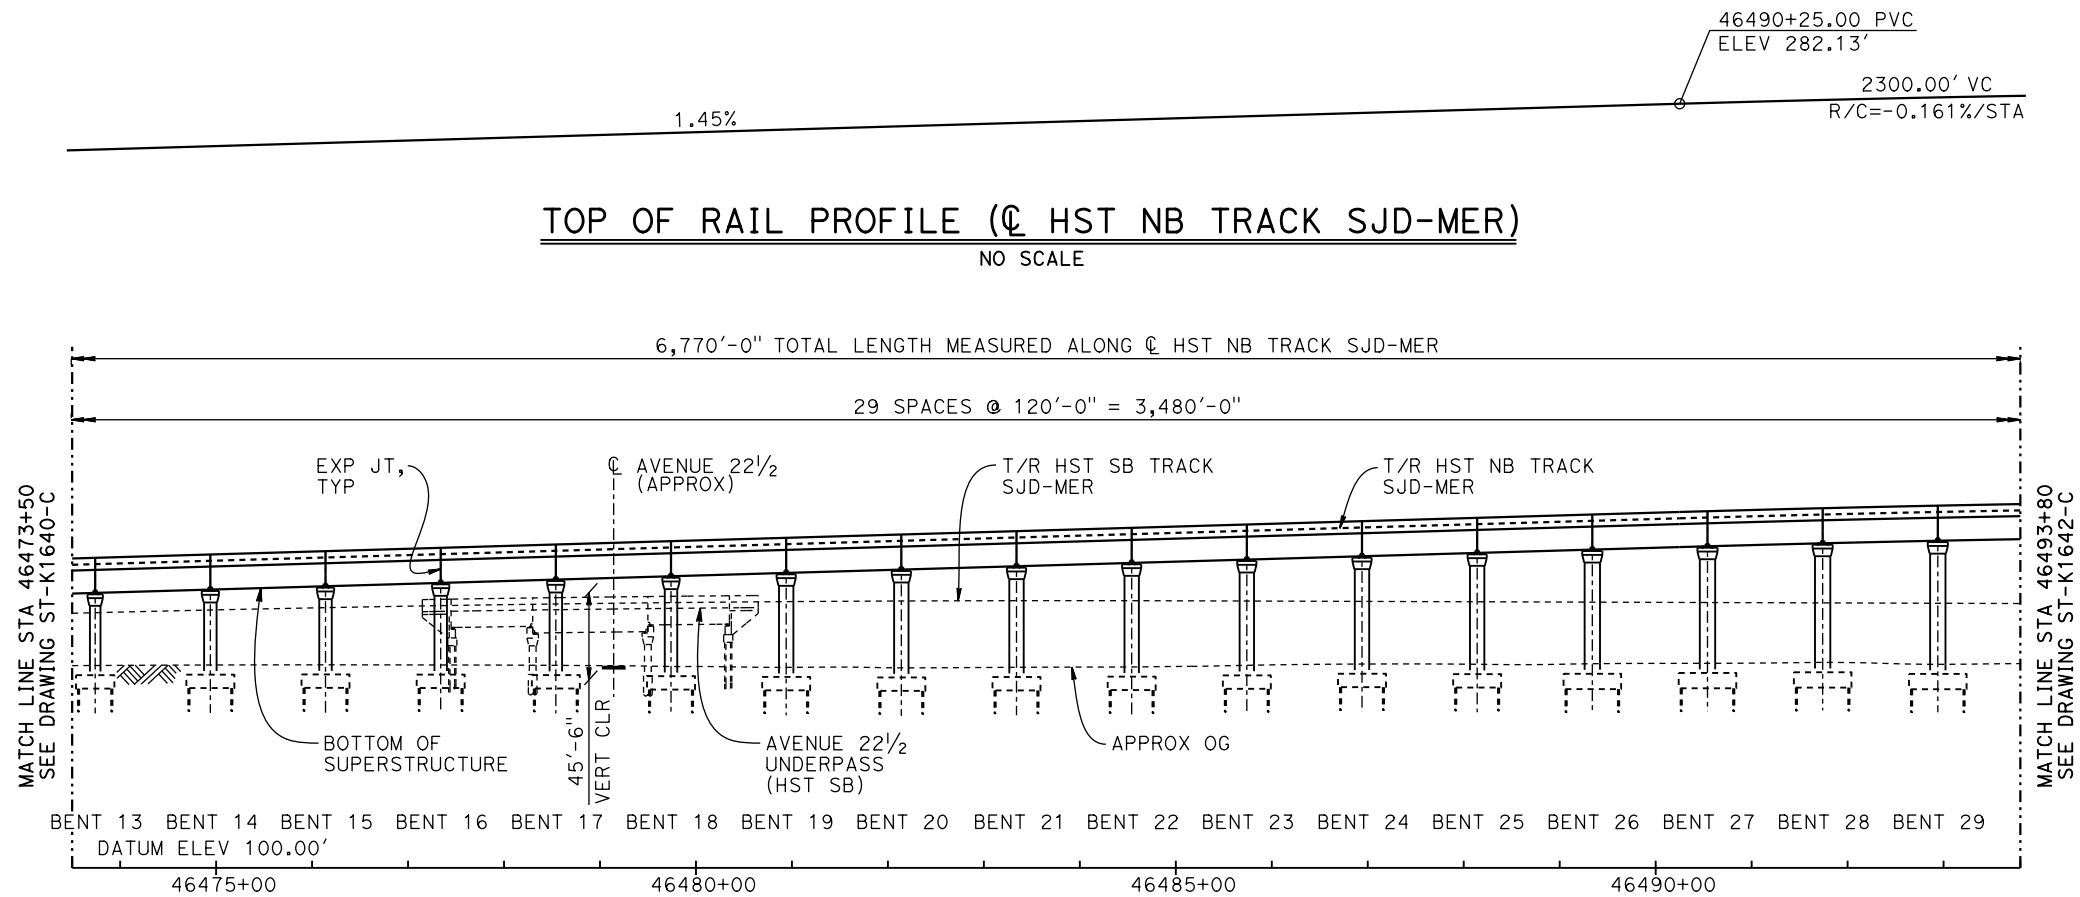 46490+25.00 PVC
ELEV 282.13'
2300.00' VC
R/C=-0.161%/STA
1.45%
TOP OF RAIL PROFILE (℄ HST NB TRACK SJD-MER)
NO SCALE
6,770'-0" TOTAL LENGTH MEASURED ALONG ℄ HST NB TRACK SJD-MER
29 SPACES @ 120'-0" = 3,480'-0"
EXP JT,
TYP
℄ AVENUE 22½
(APPROX)
T/R HST SB TRACK
SJD-MER
T/R HST NB TRACK
SJD-MER
MATCH LINE STA 46473+50
SEE DRAWING ST-K1640-C
MATCH LINE STA 46493+80
SEE DRAWING ST-K1642-C
BOTTOM OF
SUPERSTRUCTURE
45'-6"
VERT CLR
AVENUE 22½
UNDERPASS
(HST SB)
APPROX OG
BENT 13 BENT 14 BENT 15 BENT 16 BENT 17 BENT 18 BENT 19 BENT 20 BENT 21 BENT 22 BENT 23 BENT 24 BENT 25 BENT 26 BENT 27 BENT 28 BENT 29
DATUM ELEV 100.00'
46475+00 46480+00 46485+00 46490+00